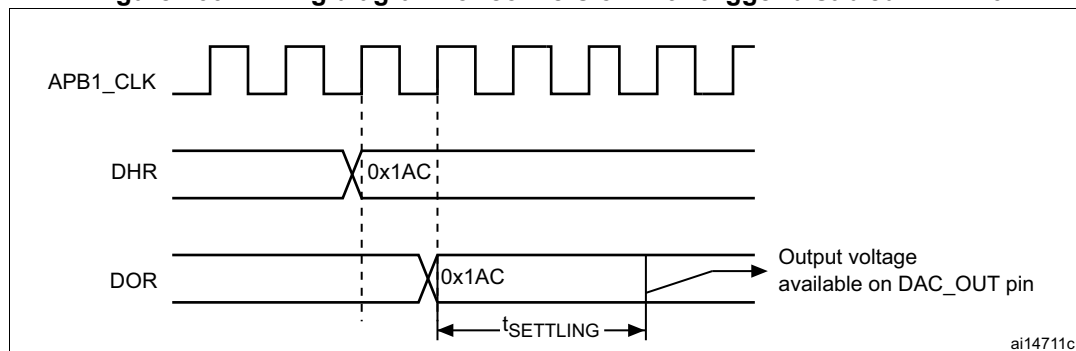 APB1_CLK
DHR
0x1AC
DOR
0x1AC
Output voltage
available on DAC_OUT pin
tSETTLING
ai14711c